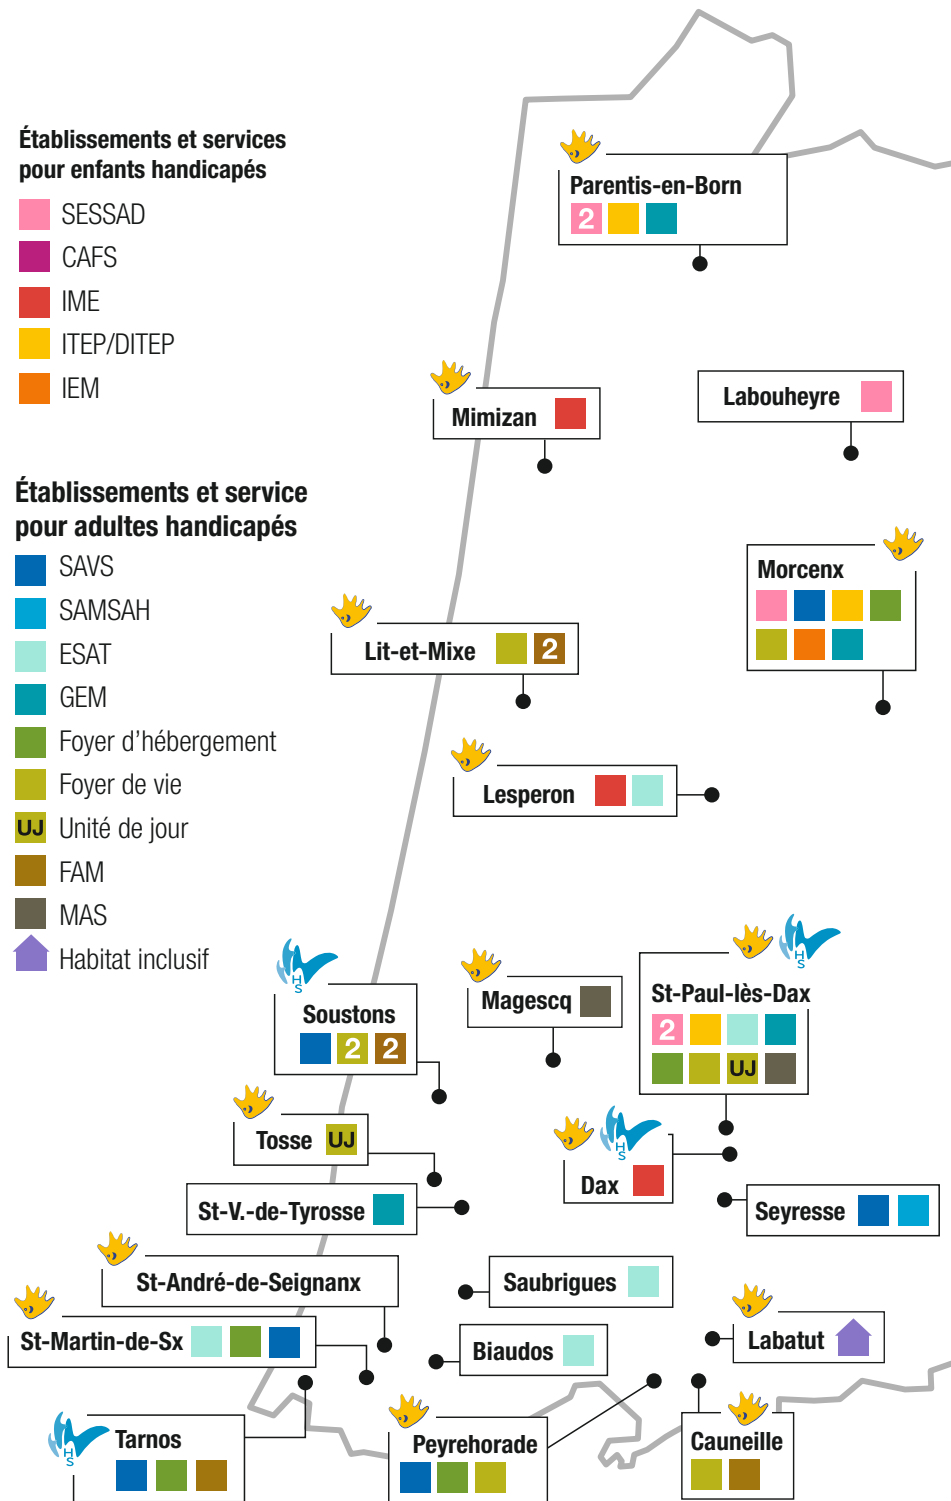 Établissements et services
pour enfants handicapés
SESSAD
CAFS
IME
ITEP/DITEP
IEM
Établissements et service
pour adultes handicapés
SAVS
SAMSAH
ESAT
GEM
Foyer d’hébergement
Foyer de vie
UJ Unité de jour
FAM
MAS
Habitat inclusif
Parentis-en-Born
2
Mimizan
Labouheyre
Morcenx
Lit-et-Mixe 2
Lesperon
HS
Soustons
2 2
Magescq
HS
St-Paul-lès-Dax
2
UJ
Tosse UJ
HS
Dax
St-V.-de-Tyrosse
Seyresse
St-André-de-Seignanx
Saubrigues
St-Martin-de-Sx
Biaudos
Labatut
HS
Tarnos
Peyrehorade
Cauneille